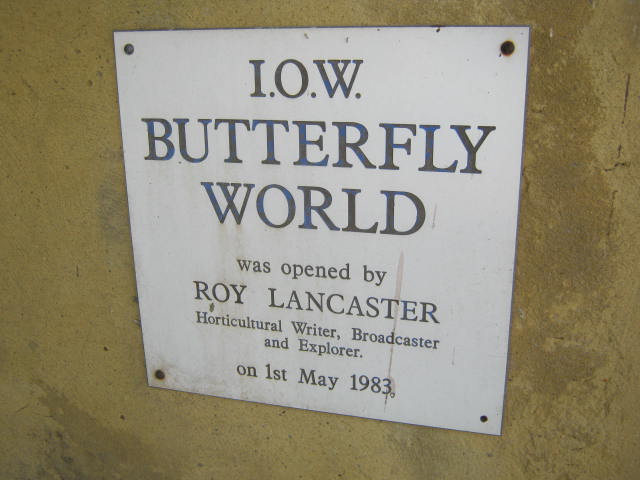 I.O.W.
BUTTERFLY
WORLD
was opened by
ROY LANCASTER
Horticultural Writer, Broadcaster
and Explorer.
on 1st May 1983.